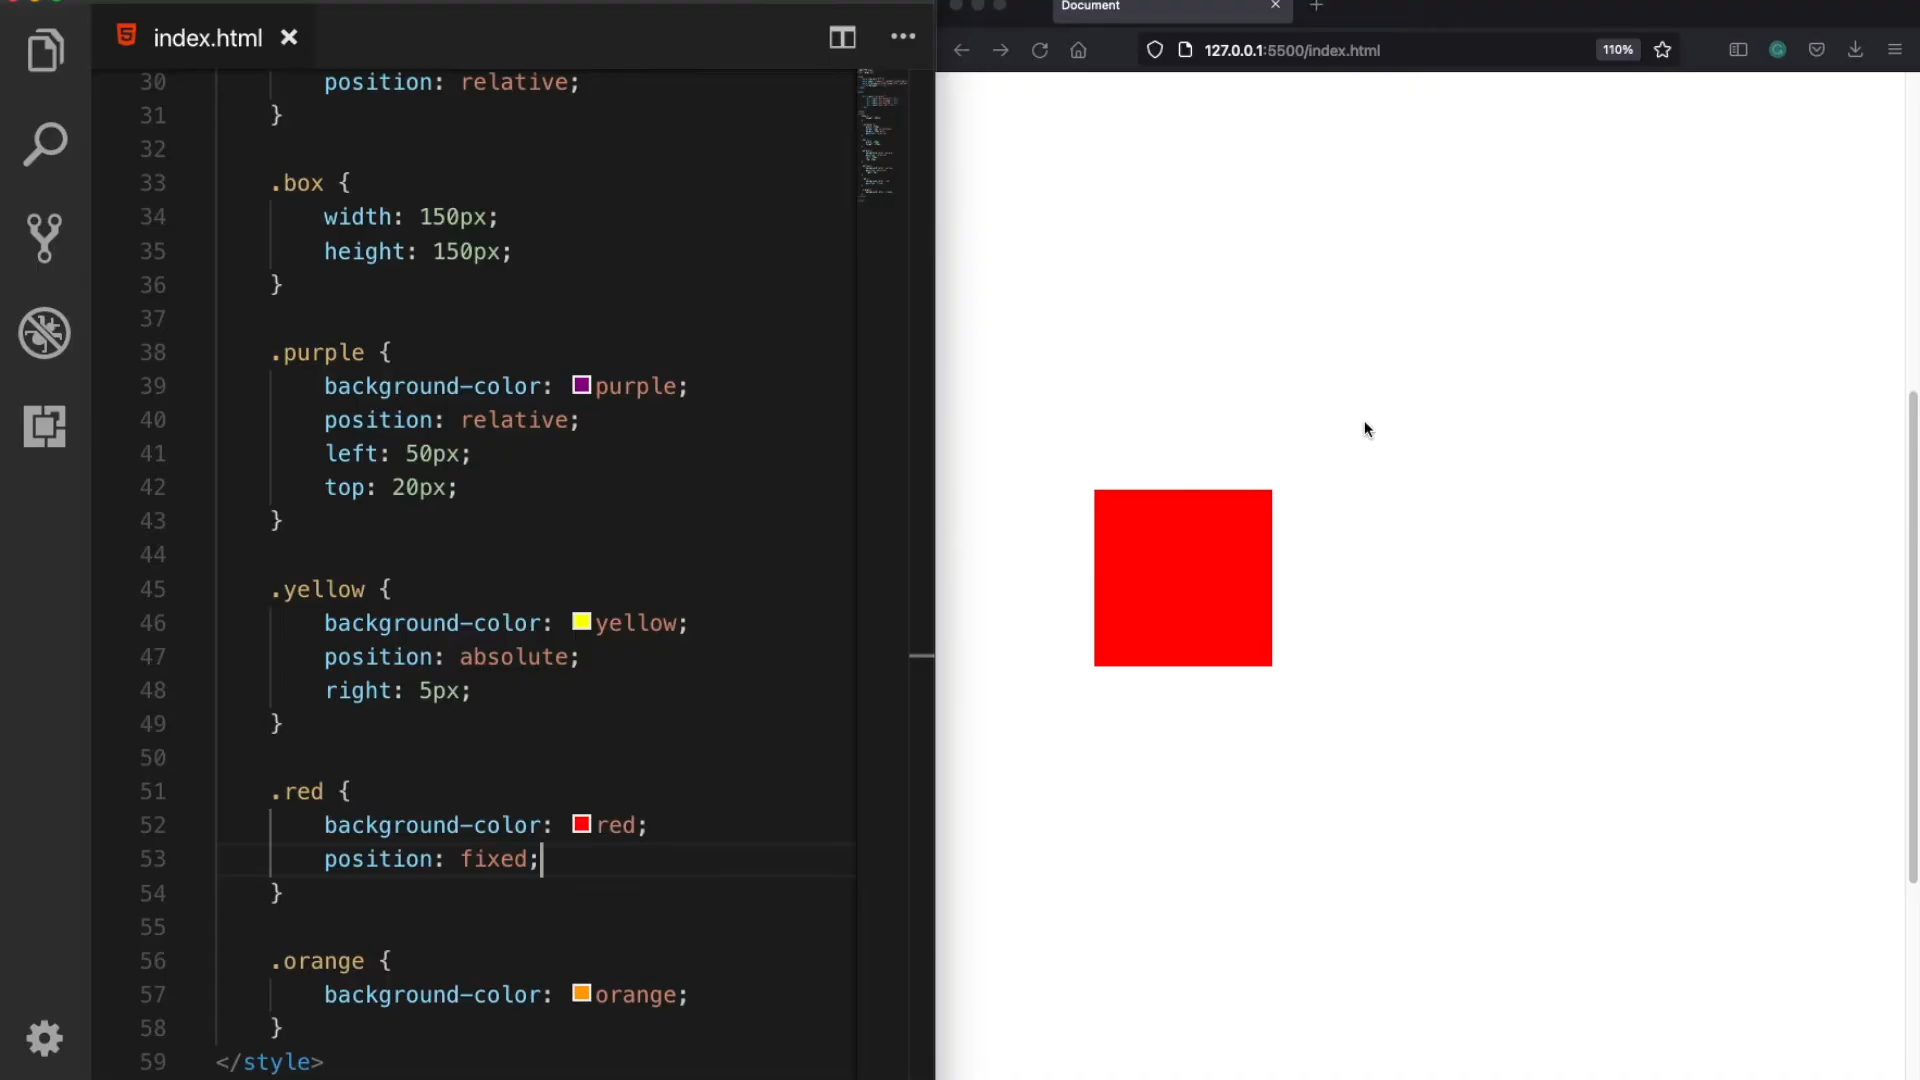 index.html
30 position: relative;
31 }
32
33 .box {
34 width: 150px;
35 height: 150px;
36 }
37
38 .purple {
39 background-color: purple;
40 position: relative;
41 left: 50px;
42 top: 20px;
43 }
44
45 .yellow {
46 background-color: yellow;
47 position: absolute;
48 right: 5px;
49 }
50
51 .red {
52 background-color: red;
53 position: fixed;
54 }
55
56 .orange {
57 background-color: orange;
58 }
59 </style>
Document
127.0.0.1:5500/index.html
110%